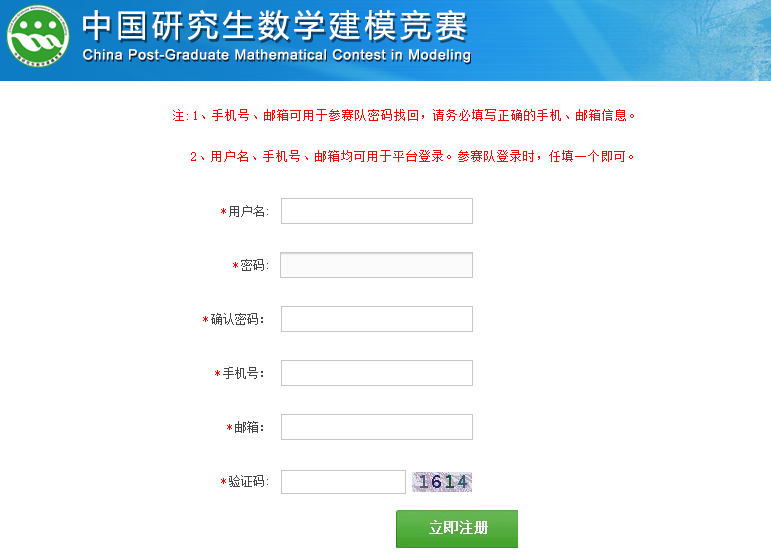 中国研究生数学建模竞赛
China Post-Graduate Mathematical Contest in Modeling
注:1、手机号、邮箱可用于参赛队密码找回，请务必填写正确的手机、邮箱信息。
2、用户名、手机号、邮箱均可用于平台登录。参赛队登录时，任填一个即可。
*用户名:
*密码:
*确认密码：
*手机号：
*邮箱：
*验证码: 1614
立即注册